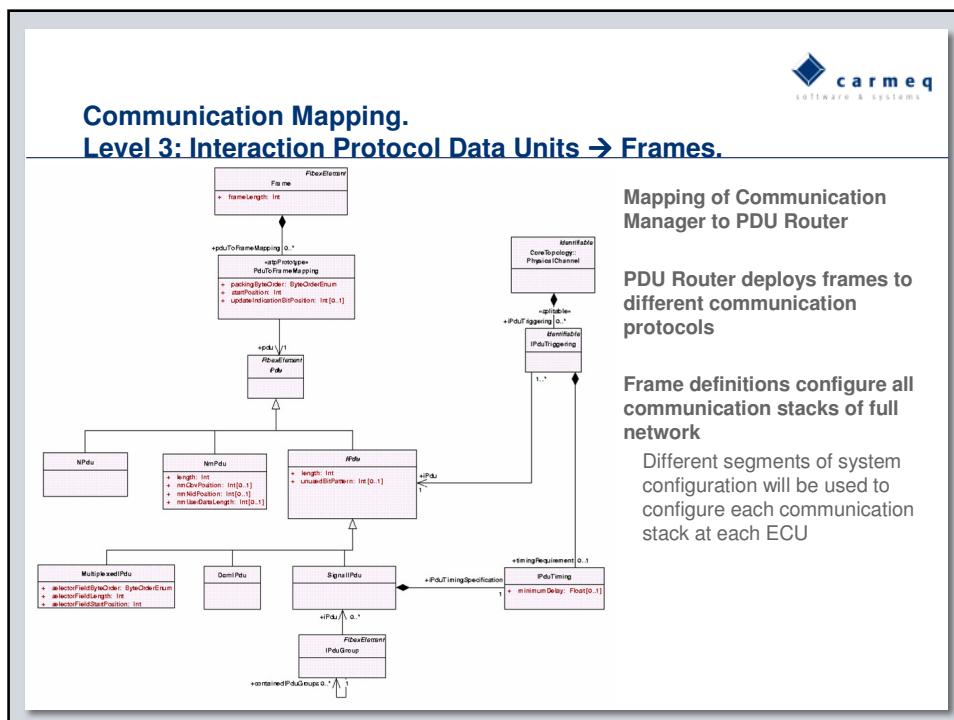 carmeq
software & systems
Communication Mapping.
Level 3: Interaction Protocol Data Units → Frames.
FibexElement
Frame
+ frameLength: Int
+pduToFrameMapping 0..*
«atpPrototype»
PduToFrameMapping
+ packingByteOrder: ByteOrderEnum
+ startPosition: Int
+ updateIndicationBitPosition: Int [0..1]
+pdu 1
FibexElement
Pdu
NPdu
NmPdu
+ length: Int
+ nmCbvPosition: Int [0..1]
+ nmNidPosition: Int [0..1]
+ nmUserDataLength: Int [0..1]
IPdu
+ length: Int
+ unusedBitPattern: Int [0..1]
MultiplexedIPdu
+ selectorFieldByteOrder: ByteOrderEnum
+ selectorFieldLength: Int
+ selectorFieldStartPosition: Int
DcmIPdu
SignalIPdu
+iPdu 0..*
FibexElement
IPduGroup
+containedIPduGroups 0..* 1
Identifiable
CoreTopology::
PhysicalChannel
«splitable»
+iPduTriggering 0..*
Identifiable
IPduTriggering
1..*
+iPdu
1
+timingRequirement 0..1
+iPduTimingSpecification
1
IPduTiming
+ minimumDelay: Float [0..1]
Mapping of Communication
Manager to PDU Router
PDU Router deploys frames to
different communication
protocols
Frame definitions configure all
communication stacks of full
network
Different segments of system
configuration will be used to
configure each communication
stack at each ECU